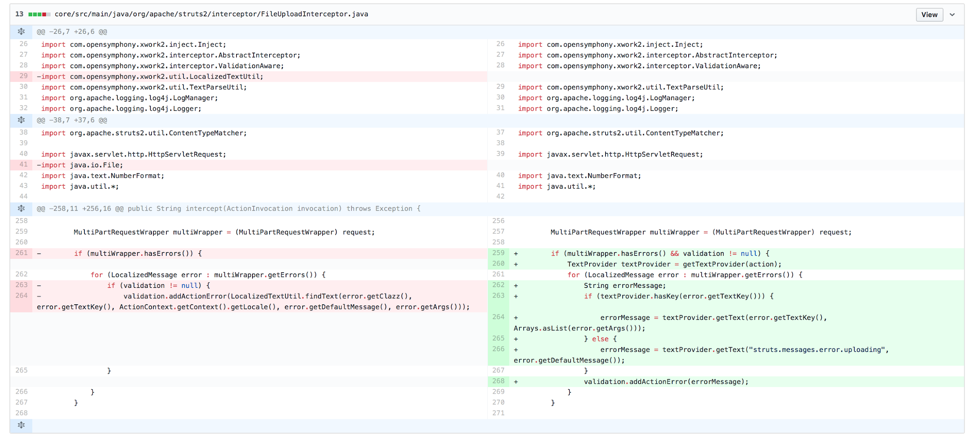 13 core/src/main/java/org/apache/struts2/interceptor/FileUploadInterceptor.java View
@@ -26,7 +26,6 @@
26 import com.opensymphony.xwork2.inject.Inject; 26 import com.opensymphony.xwork2.inject.Inject;
27 import com.opensymphony.xwork2.interceptor.AbstractInterceptor; 27 import com.opensymphony.xwork2.interceptor.AbstractInterceptor;
28 import com.opensymphony.xwork2.interceptor.ValidationAware; 28 import com.opensymphony.xwork2.interceptor.ValidationAware;
29 -import com.opensymphony.xwork2.util.LocalizedTextUtil;
30 import com.opensymphony.xwork2.util.TextParseUtil; 29 import com.opensymphony.xwork2.util.TextParseUtil;
31 import org.apache.logging.log4j.LogManager; 30 import org.apache.logging.log4j.LogManager;
32 import org.apache.logging.log4j.Logger; 31 import org.apache.logging.log4j.Logger;
@@ -38,7 +37,6 @@
38 import org.apache.struts2.util.ContentTypeMatcher; 37 import org.apache.struts2.util.ContentTypeMatcher;
39 38
40 import javax.servlet.http.HttpServletRequest; 39 import javax.servlet.http.HttpServletRequest;
41 -import java.io.File;
42 import java.text.NumberFormat; 40 import java.text.NumberFormat;
43 import java.util.*; 41 import java.util.*;
44 42
@@ -258,11 +256,16 @@ public String intercept(ActionInvocation invocation) throws Exception {
258 256
259 MultiPartRequestWrapper multiWrapper = (MultiPartRequestWrapper) request; 257 MultiPartRequestWrapper multiWrapper = (MultiPartRequestWrapper) request;
260 258
261 - if (multiWrapper.hasErrors()) { 259 + if (multiWrapper.hasErrors() && validation != null) {
260 + TextProvider textProvider = getTextProvider(action);
262 for (LocalizedMessage error : multiWrapper.getErrors()) { 261 for (LocalizedMessage error : multiWrapper.getErrors()) {
263 - if (validation != null) { 262 + String errorMessage;
264 - validation.addActionError(LocalizedTextUtil.findText(error.getClazz(), 263 + if (textProvider.hasKey(error.getTextKey())) {
error.getTextKey(), ActionContext.getContext().getLocale(), error.getDefaultMessage(), error.getArgs()));
264 + errorMessage = textProvider.getText(error.getTextKey(),
Arrays.asList(error.getArgs()));
265 + } else {
266 + errorMessage = textProvider.getText("struts.messages.error.uploading",
error.getDefaultMessage());
265 } 267 }
268 + validation.addActionError(errorMessage);
266 } 269 }
267 } 270 }
268 271